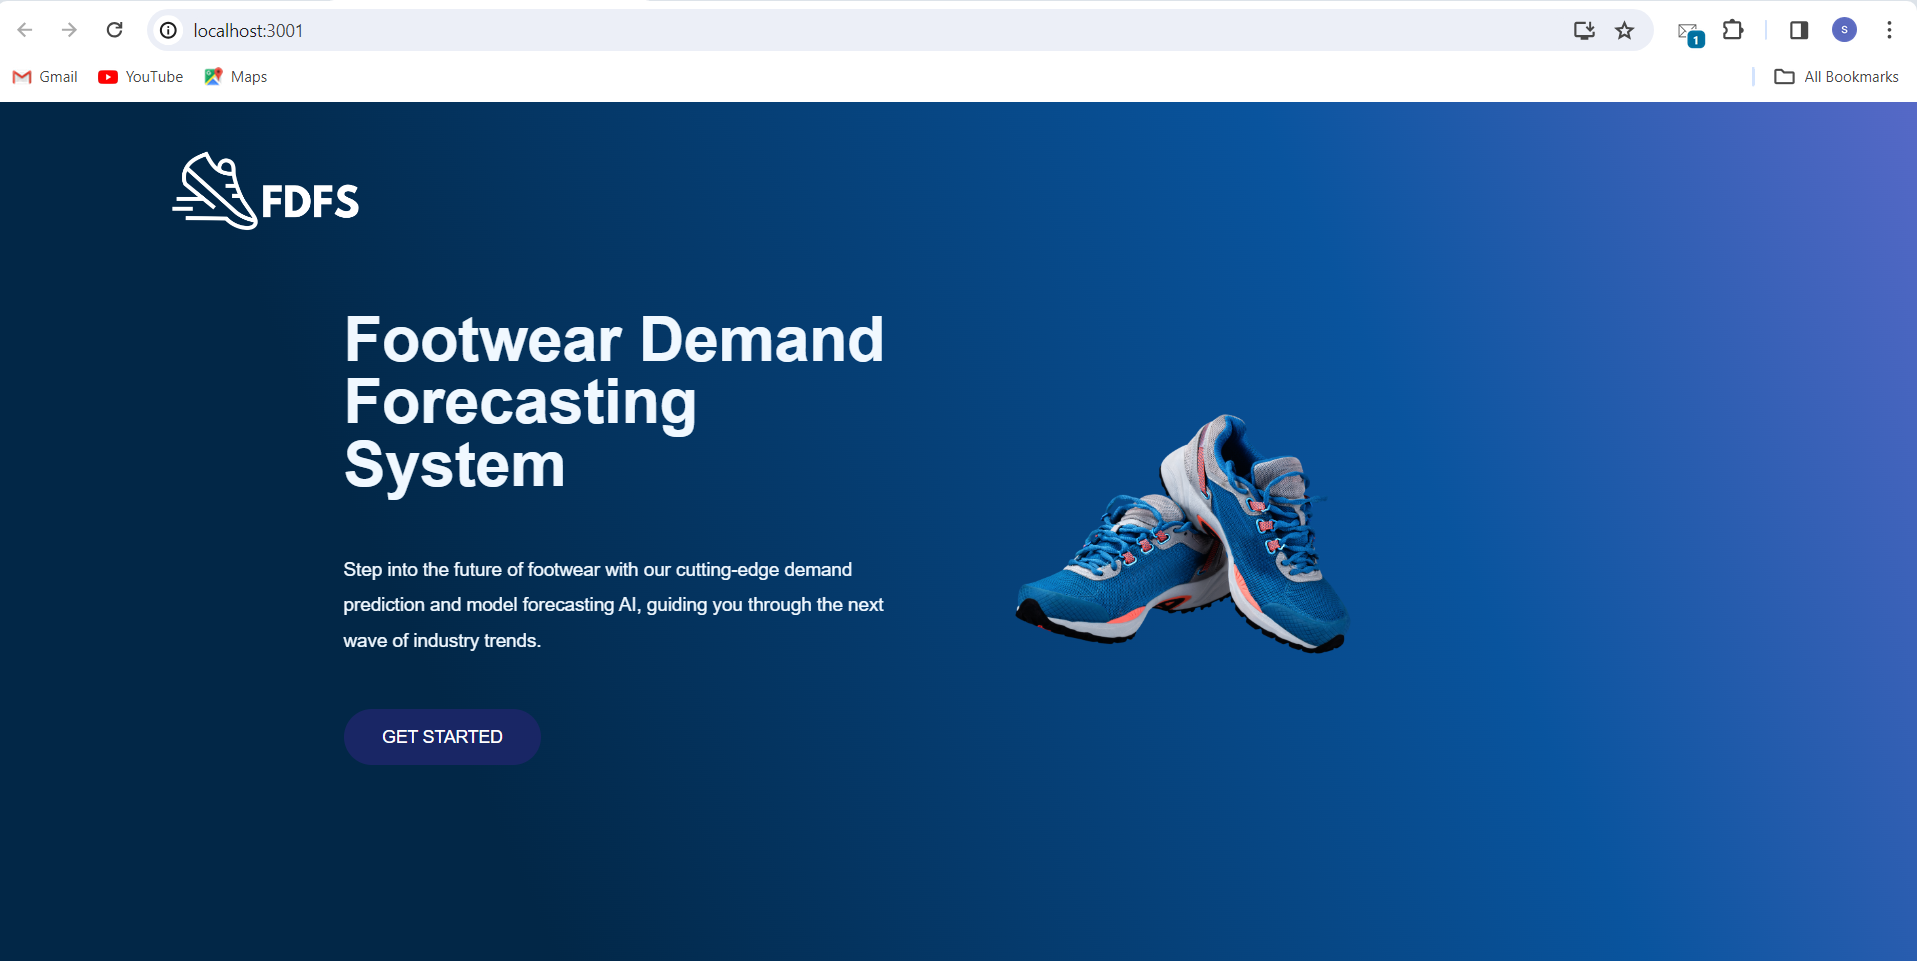 localhost:3001
1
S
Gmail
YouTube
Maps
All Bookmarks
FDFS
Footwear Demand
Forecasting
System
Step into the future of footwear with our cutting-edge demand
prediction and model forecasting AI, guiding you through the next
wave of industry trends.
GET STARTED